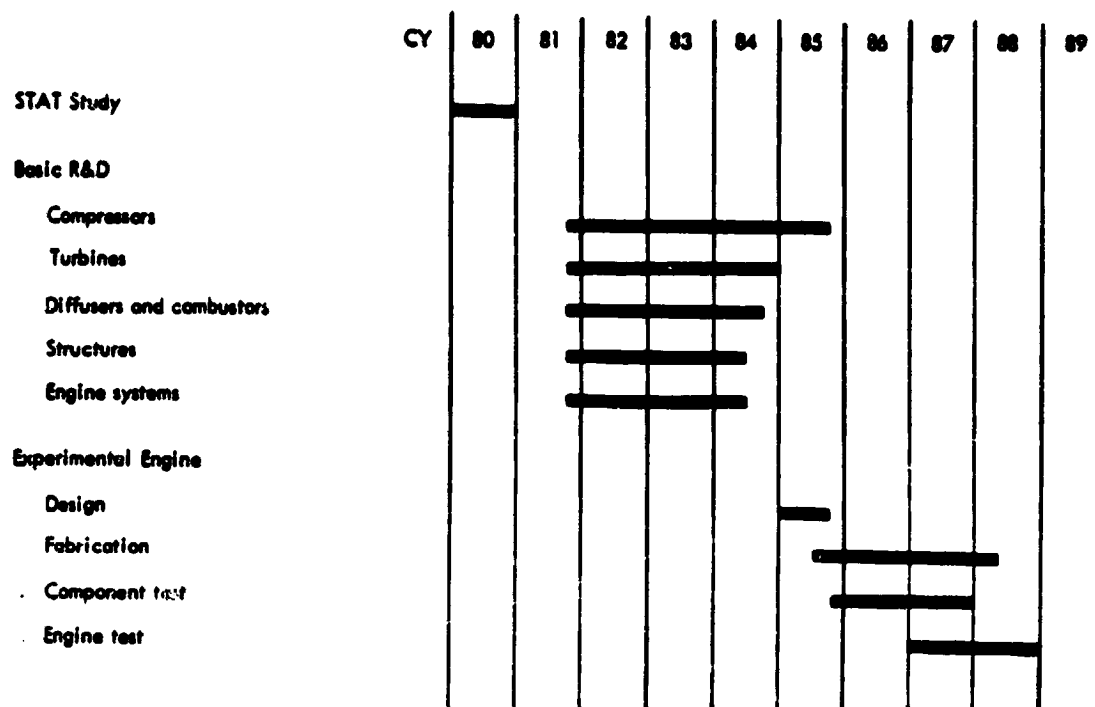 CY 80 81 82 83 84 85 86 87 88 89
STAT Study
Basic R&D
Compressors
Turbines
Diffusers and combustors
Structures
Engine systems
Experimental Engine
Design
Fabrication
Component test
Engine test